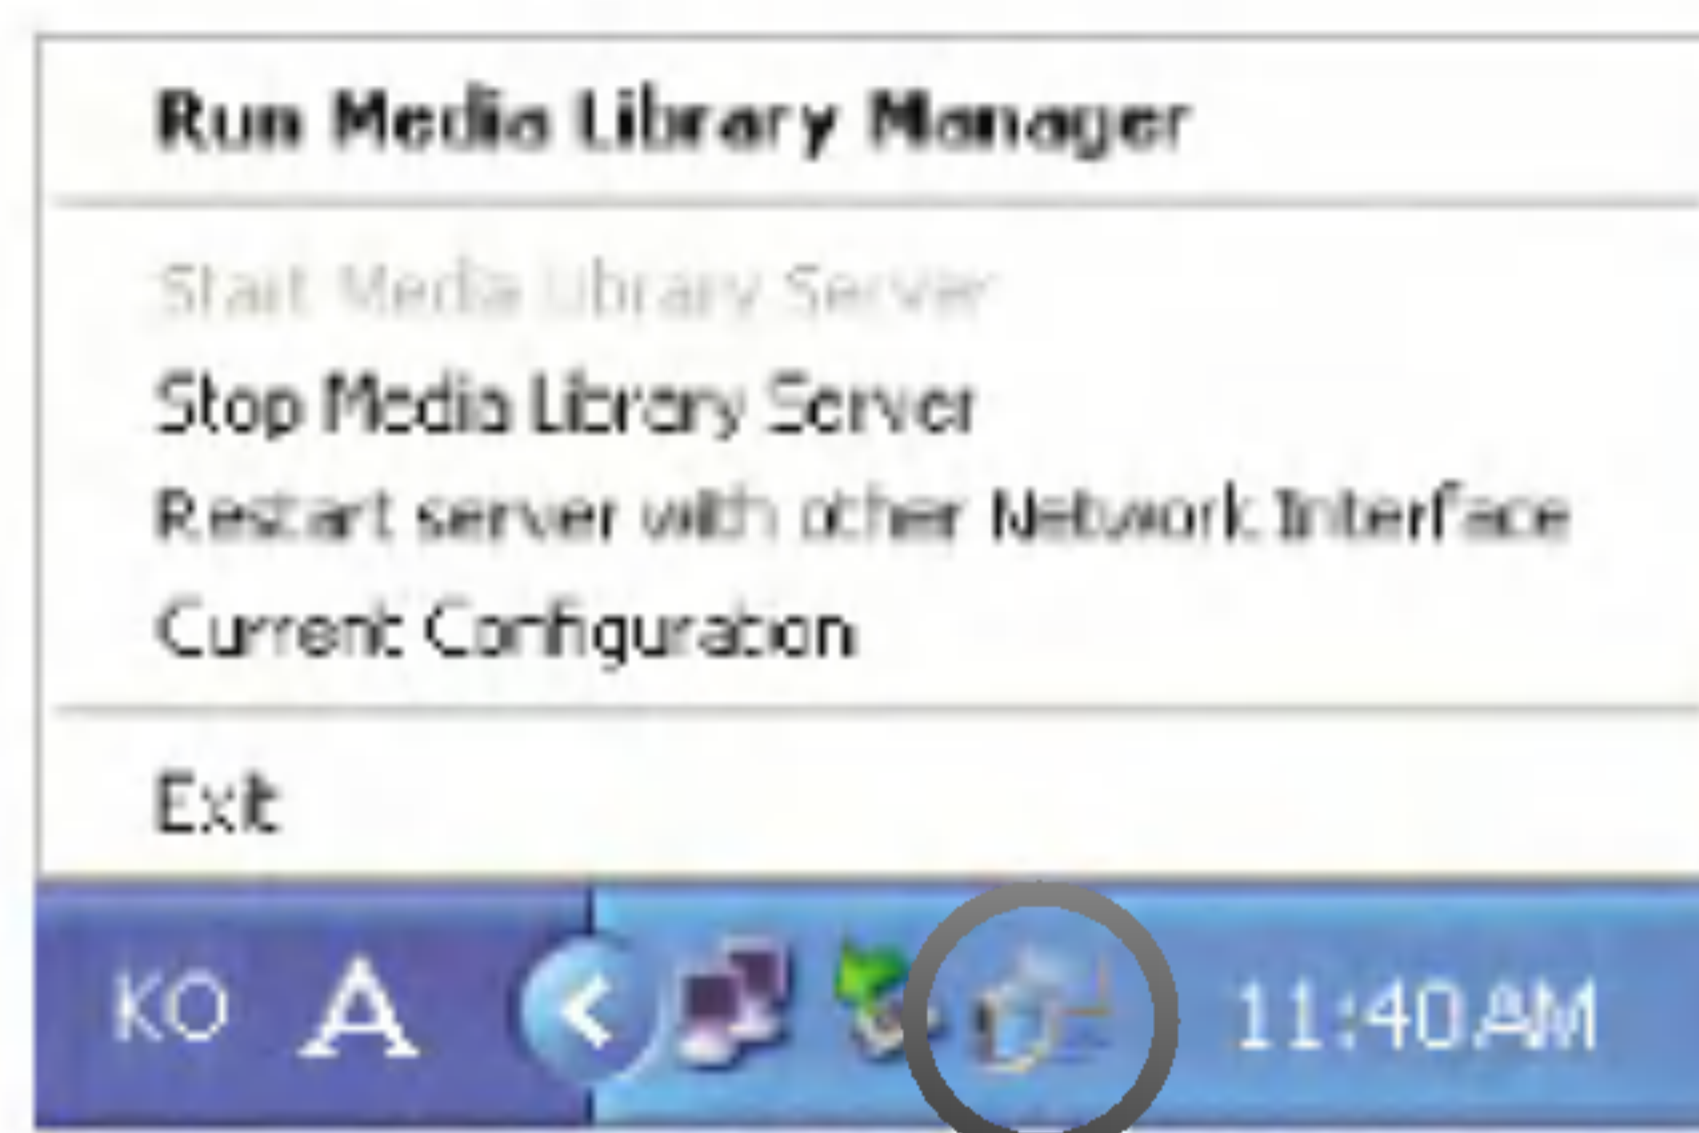 Run Media Library Manager
Start Media Library Server
Stop Media Library Server
Restart server with other Network Interface
Current Configuration
Exit
KO A 11:40 AM